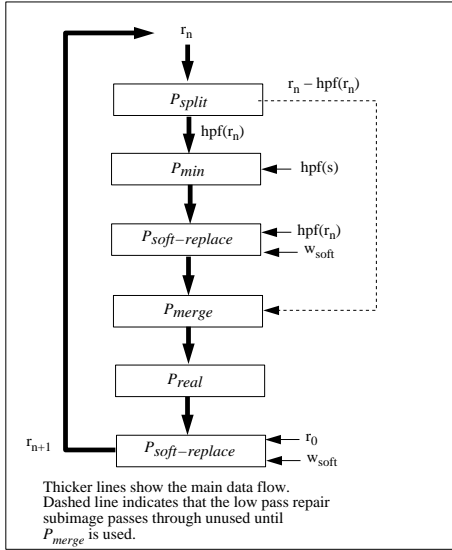 r_n
P_split
r_n – hpf(r_n)
hpf(r_n)
P_min
hpf(s)
P_soft–replace
hpf(r_n)
w_soft
P_merge
P_real
r_n+1
P_soft–replace
r_0
w_soft
Thicker lines show the main data flow.
Dashed line indicates that the low pass repair
subimage passes through unused until
P_merge is used.